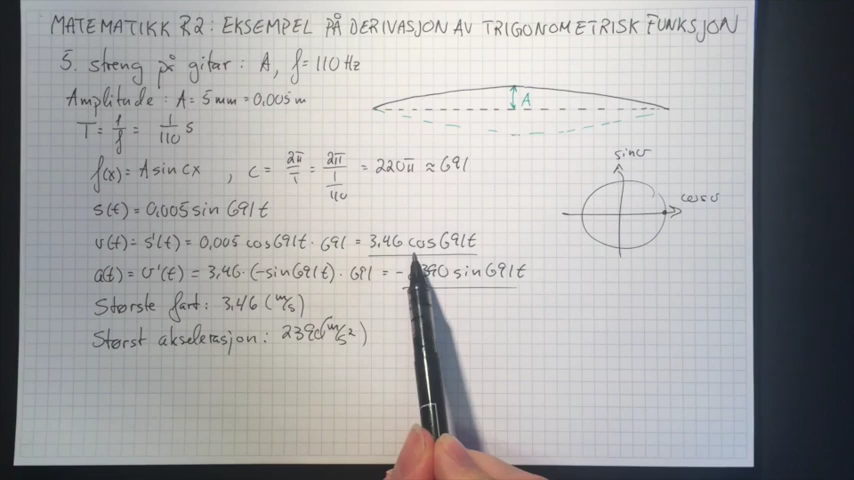 MATEMATIKK R2: EKSEMPEL PÅ DERIVASJON AV TRIGONOMETRISK FUNKSJON
5. streng på gitar: A, f=110 Hz
Amplitude: A = 5 mm = 0,005 m
A
T = 1/f = 1/110 s
f(x) = A sin cx , c = 2π/T = 2π/(1/110) = 220π ≈ 691
sin v
cos v
s(t) = 0,005 sin 691t
v(t) = s'(t) = 0,005 cos 691t · 691 = 3,46 cos 691t
a(t) = v'(t) = 3,46 · (-sin 691t) · 691 = - 390 sin 691t
Største fart: 3,46 (m/s)
Størst akselerasjon: 2390 (m/s²)